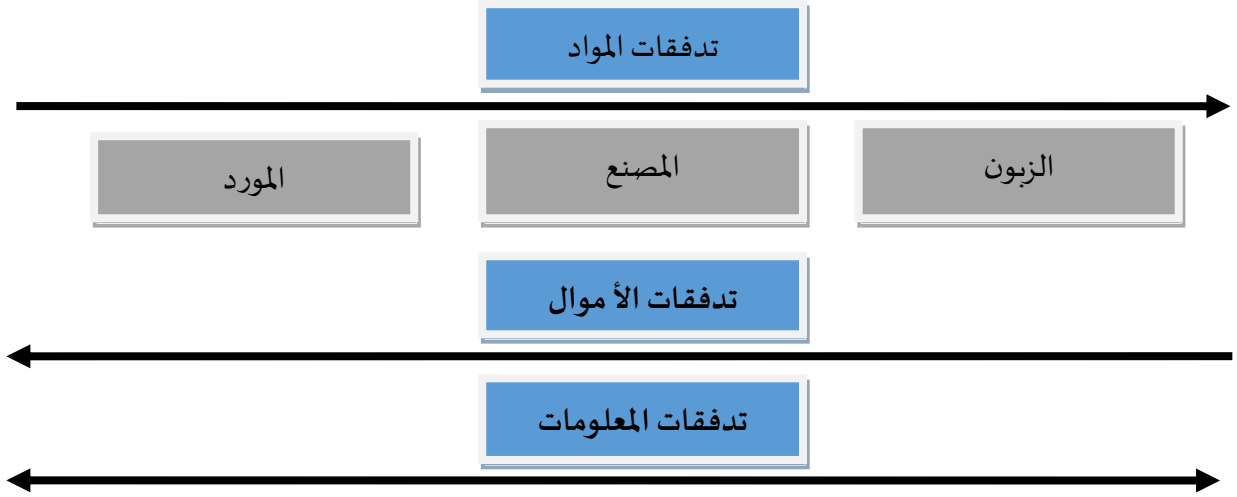 تدفقات المواد
الزبون
المصنع
المورد
تدفقات الأ موال
تدفقات المعلومات